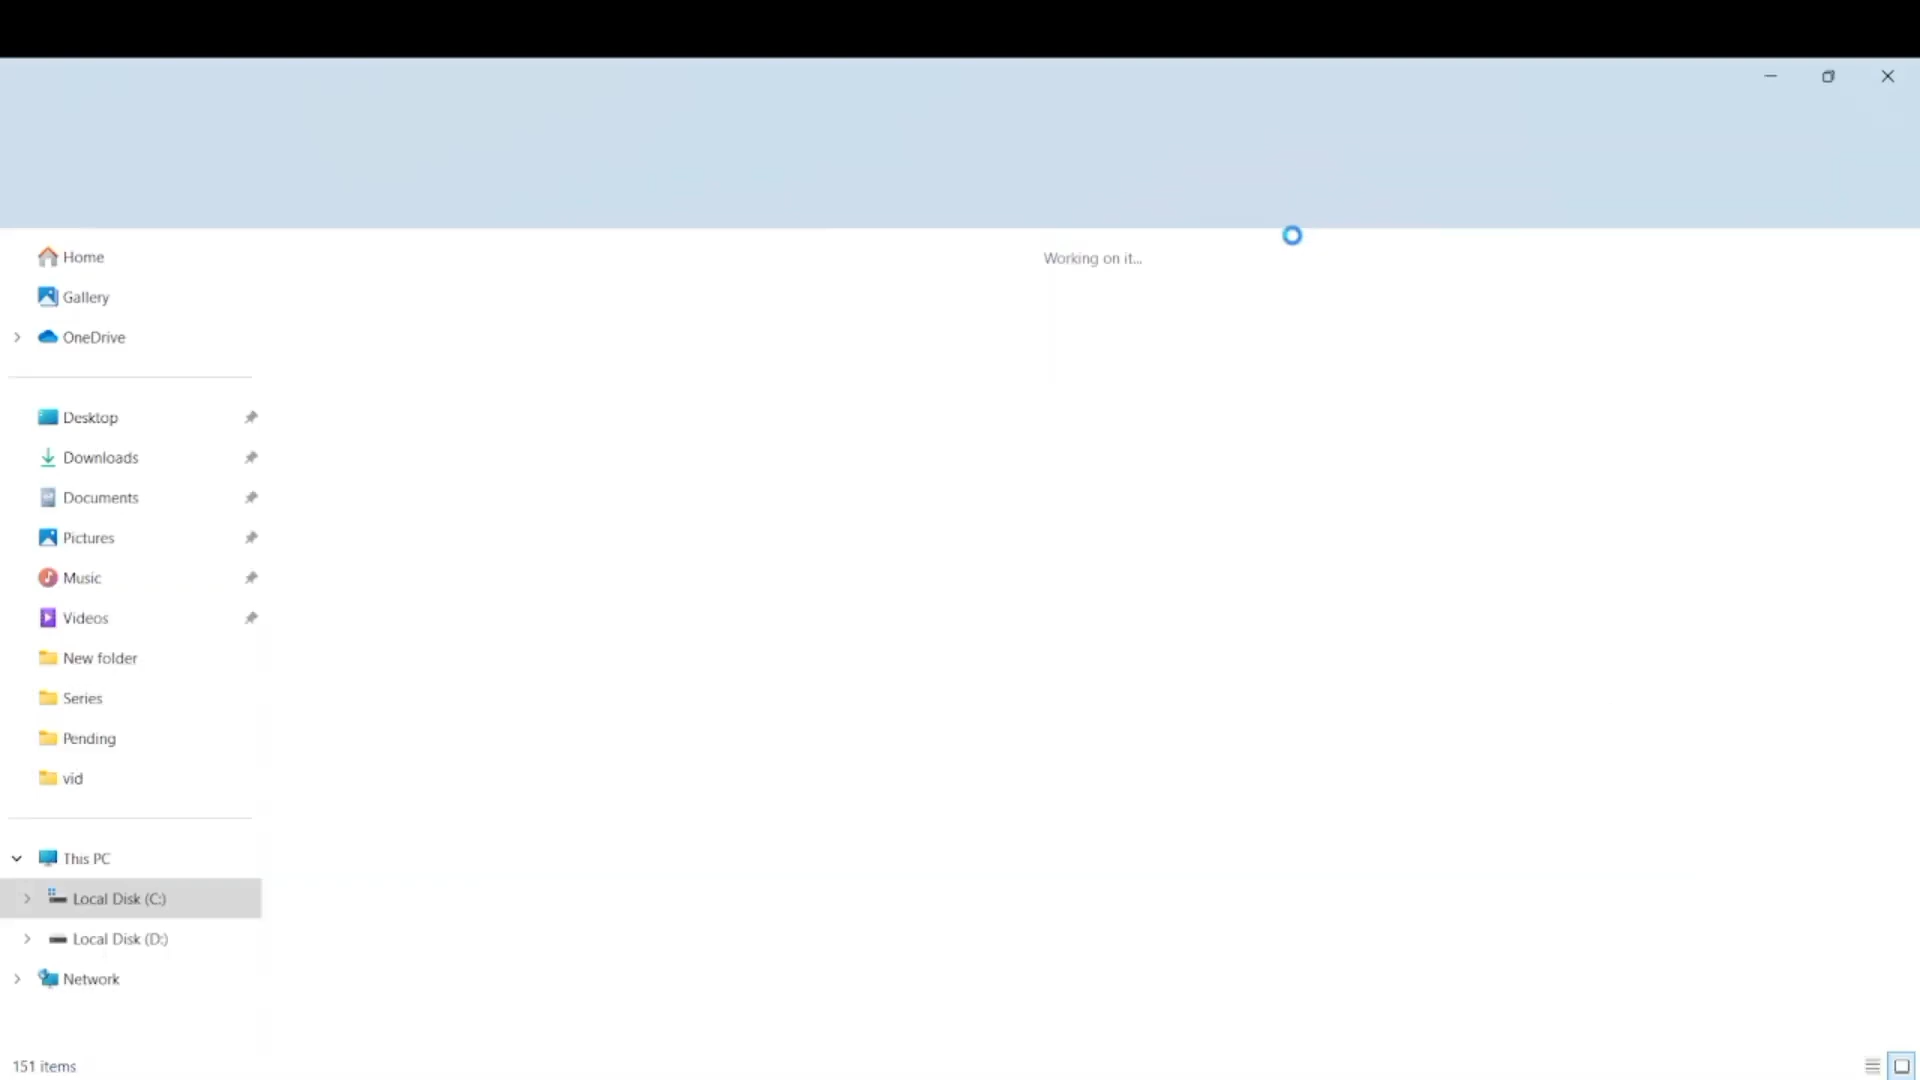 Home
Working on it...
Gallery
OneDrive
Desktop
Downloads
Documents
Pictures
Music
Videos
New folder
Series
Pending
vid
This PC
Local Disk (C:)
Local Disk (D:)
Network
151 items